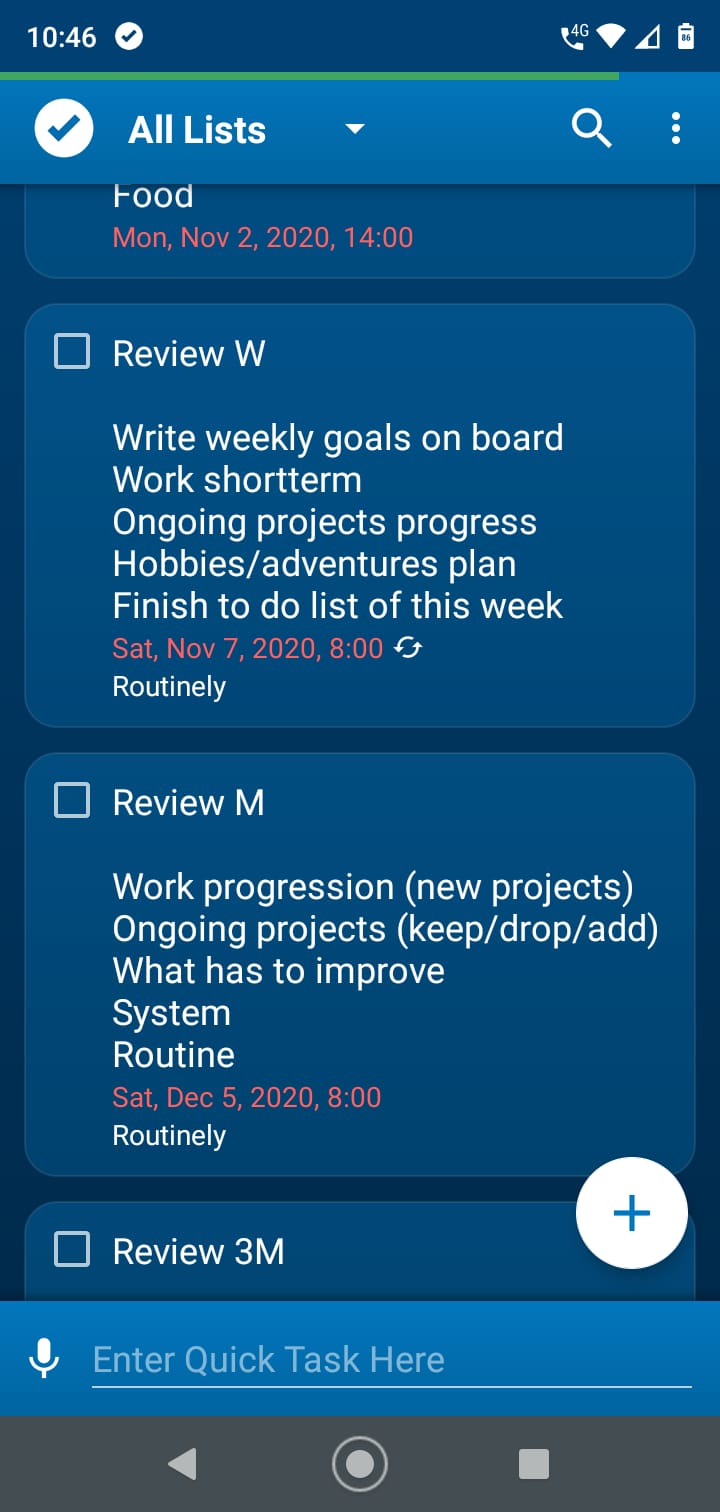 10:46
4G
86
All Lists
Food
Mon, Nov 2, 2020, 14:00
Review W
Write weekly goals on board
Work shortterm
Ongoing projects progress
Hobbies/adventures plan
Finish to do list of this week
Sat, Nov 7, 2020, 8:00
Routinely
Review M
Work progression (new projects)
Ongoing projects (keep/drop/add)
What has to improve
System
Routine
Sat, Dec 5, 2020, 8:00
Routinely
Review 3M
Enter Quick Task Here